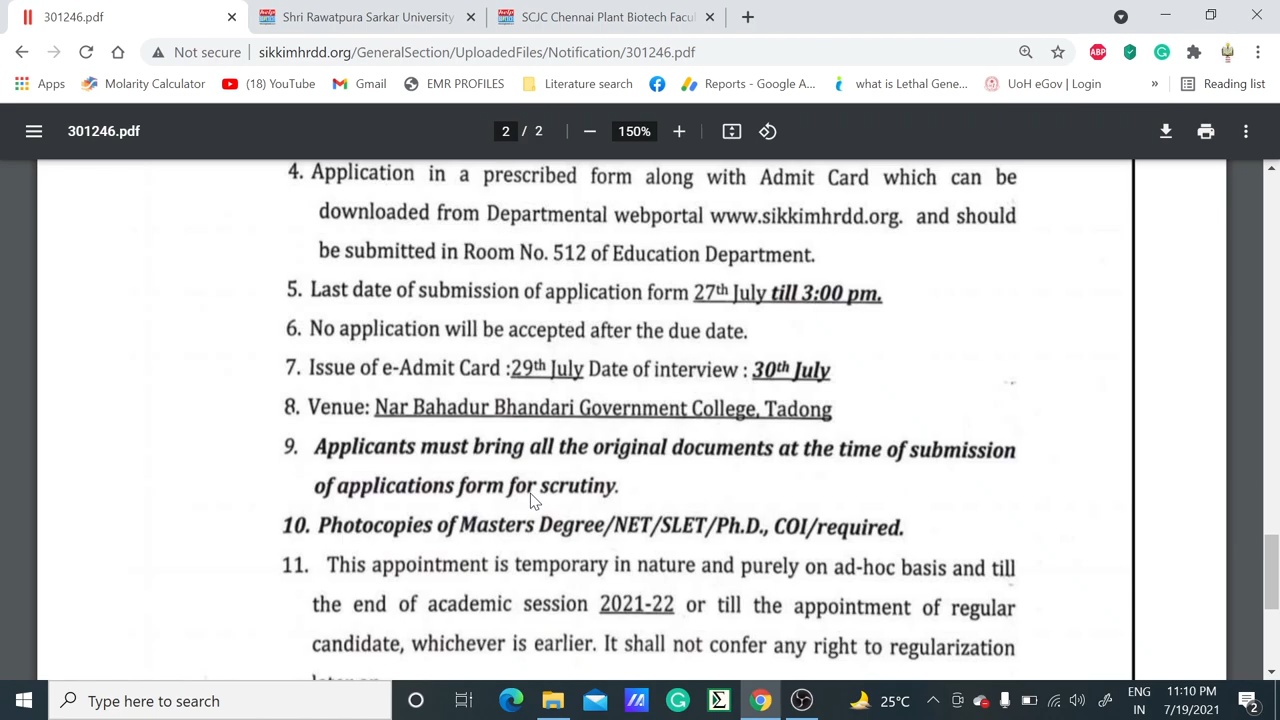 301246.pdf
Shri Rawatpura Sarkar University
SCJC Chennai Plant Biotech Facul
Not secure sikkimhrdd.org/GeneralSection/UploadedFiles/Notification/301246.pdf
Apps Molarity Calculator (18) YouTube Gmail EMR PROFILES Literature search Reports - Google A... what is Lethal Gene... UoH eGov | Login » Reading list
301246.pdf 2 / 2 150%
4. Application in a prescribed form along with Admit Card which can be
downloaded from Departmental webportal www.sikkimhrdd.org. and should
be submitted in Room No. 512 of Education Department.
5. Last date of submission of application form 27th July till 3:00 pm.
6. No application will be accepted after the due date.
7. Issue of e-Admit Card :29th July Date of interview : 30th July
8. Venue: Nar Bahadur Bhandari Government College, Tadong
9. Applicants must bring all the original documents at the time of submission
of applications form for scrutiny.
10. Photocopies of Masters Degree/NET/SLET/Ph.D., COI/required.
11. This appointment is temporary in nature and purely on ad-hoc basis and till
the end of academic session 2021-22 or till the appointment of regular
candidate, whichever is earlier. It shall not confer any right to regularization
Type here to search
25°C
ENG
IN
11:10 PM
7/19/2021
2